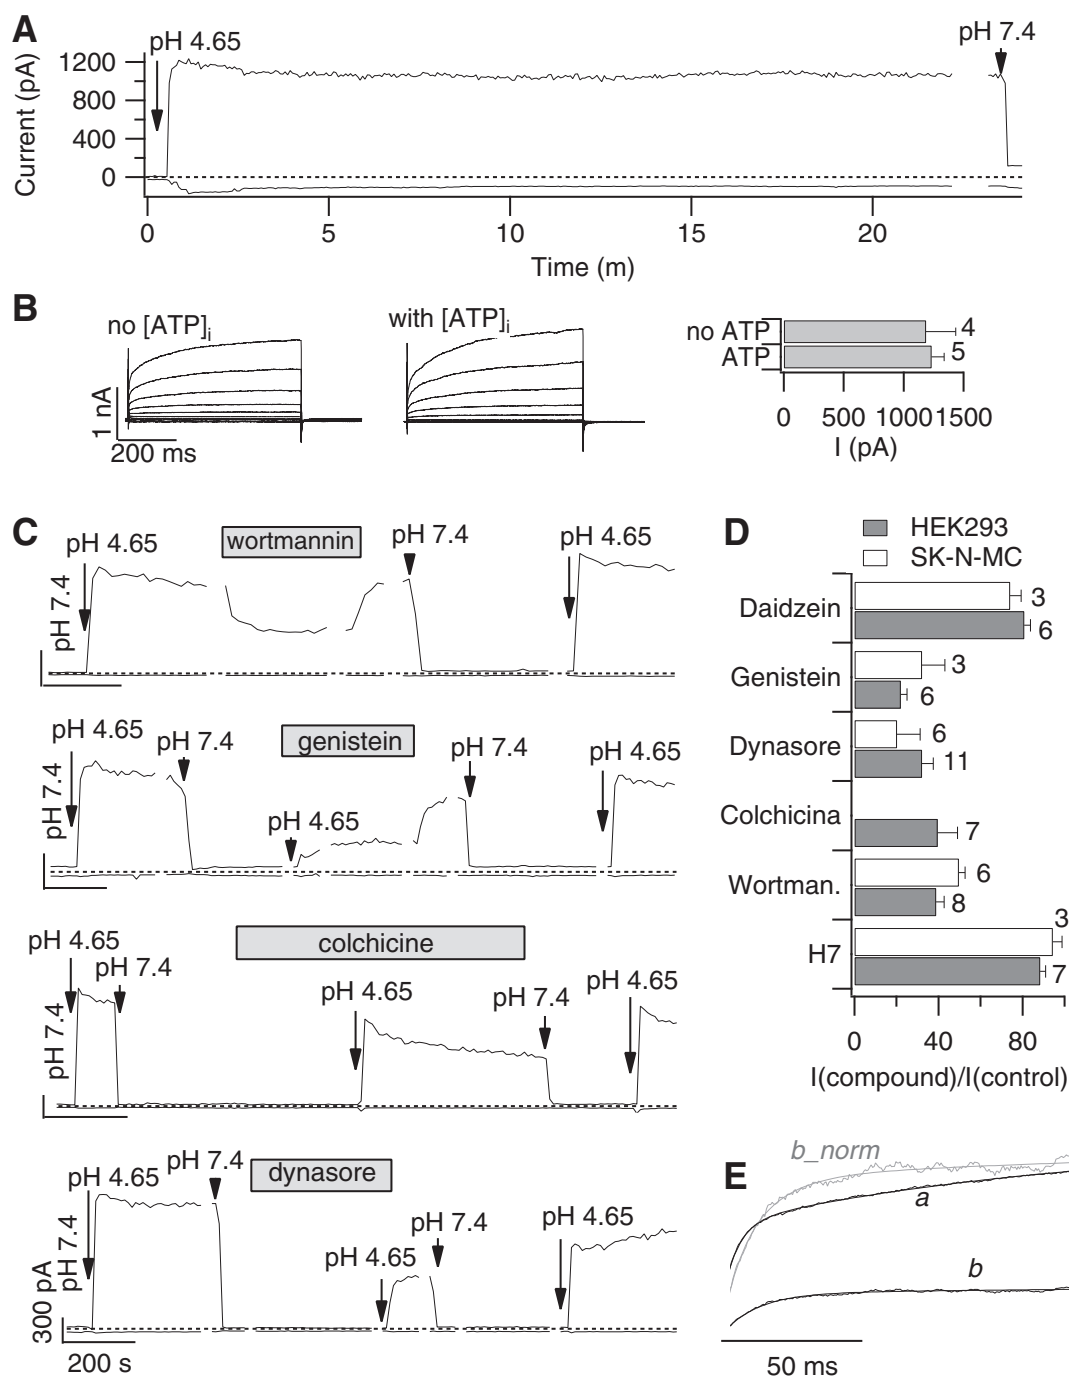 A
pH 4.65
pH 7.4
Current (pA)
1200
800
400
0
0
5
10
15
20
Time (m)
B
no [ATP]i
with [ATP]i
1 nA
200 ms
no ATP
4
ATP
5
0
500
1000
1500
I (pA)
C
pH 7.4
pH 4.65
wortmannin
pH 7.4
pH 4.65
pH 7.4
pH 4.65
pH 7.4
genistein
pH 4.65
pH 7.4
pH 4.65
pH 7.4
pH 4.65
pH 7.4
colchicine
pH 4.65
pH 7.4
pH 4.65
300 pA
pH 7.4
pH 4.65
pH 7.4
dynasore
pH 4.65
pH 7.4
pH 4.65
200 s
D
HEK293
SK-N-MC
Daidzein
3
6
Genistein
3
6
Dynasore
6
11
Colchicina
7
Wortman.
6
8
H7
3
7
0
40
80
I(compound)/I(control)
E
b_norm
a
b
50 ms